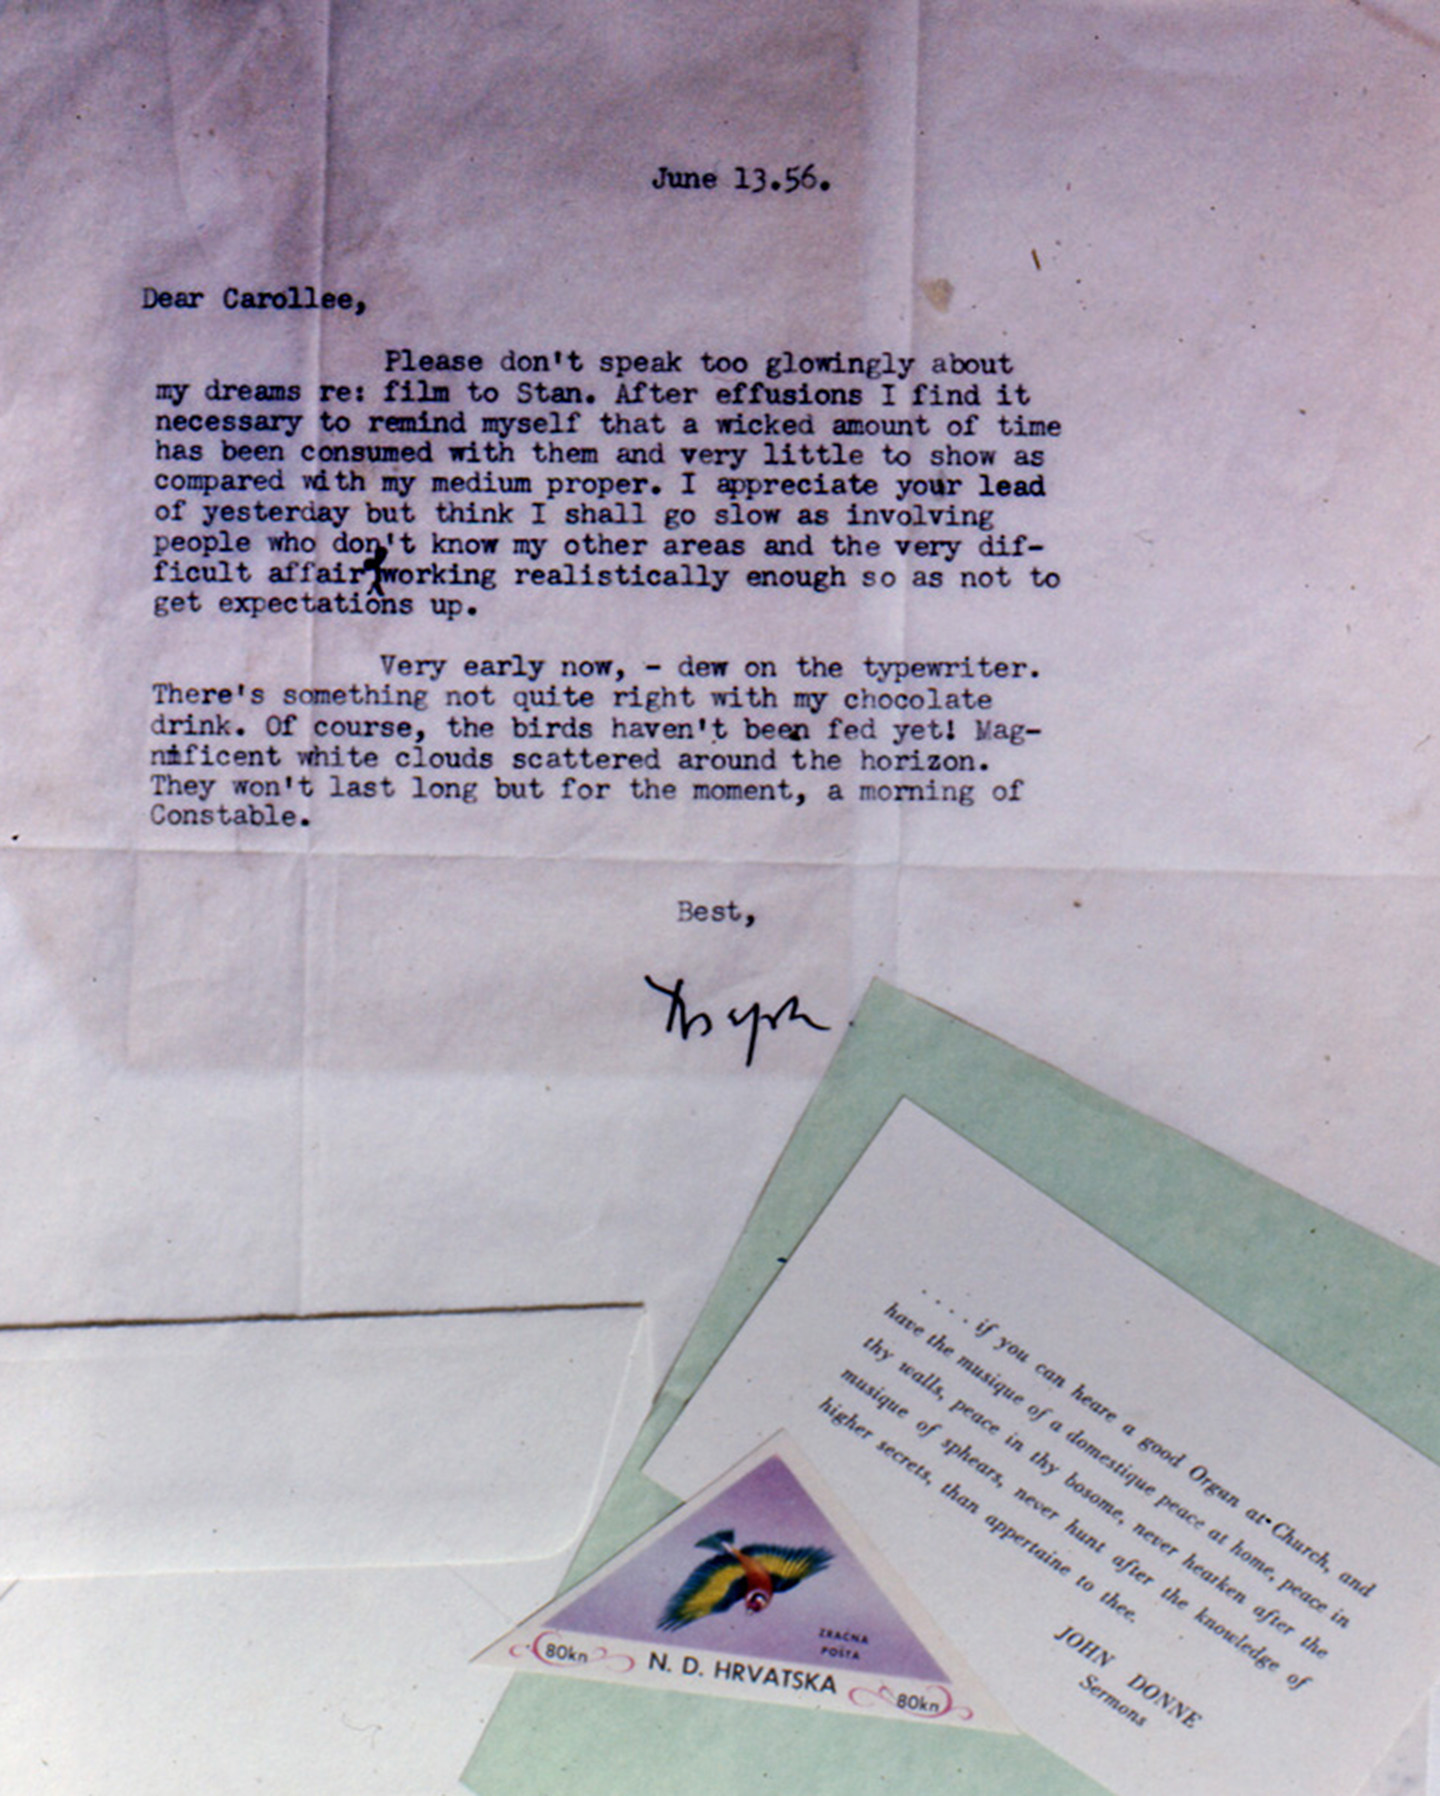 June 13.56.
Dear Carollee,
Please don't speak too glowingly about
my dreams re: film to Stan. After effusions I find it
necessary to remind myself that a wicked amount of time
has been consumed with them and very little to show as
compared with my medium proper. I appreciate your lead
of yesterday but think I shall go slow as involving
people who don't know my other areas and the very dif-
ficult affair working realistically enough so as not to
get expectations up.
Very early now, - dew on the typewriter.
There's something not quite right with my chocolate
drink. Of course, the birds haven't been fed yet! Mag-
nificent white clouds scattered around the horizon.
They won't last long but for the moment, a morning of
Constable.
Best,
Joseph
. . . . if you can heare a good Organ at Church, and
have the musique of a domestique peace at home, peace in
thy walls, peace in thy bosome, never hearken after the
musique of sphears, never hunt after the knowledge of
higher secrets, than appertaine to thee.
JOHN DONNE
Sermons
ZRACNA
POŠTA
80kn N. D. HRVATSKA 80kn